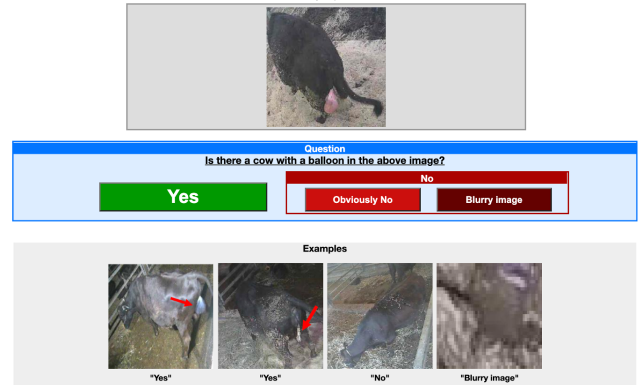 Question
Is there a cow with a balloon in the above image?
Yes
No
Obviously No
Blurry image
Examples
"Yes"
"Yes"
"No"
"Blurry image"